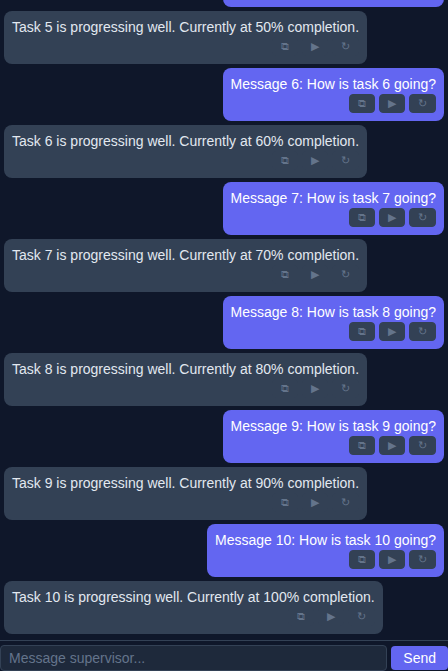 Task 5 is progressing well. Currently at 50% completion.
Message 6: How is task 6 going?
Task 6 is progressing well. Currently at 60% completion.
Message 7: How is task 7 going?
Task 7 is progressing well. Currently at 70% completion.
Message 8: How is task 8 going?
Task 8 is progressing well. Currently at 80% completion.
Message 9: How is task 9 going?
Task 9 is progressing well. Currently at 90% completion.
Message 10: How is task 10 going?
Task 10 is progressing well. Currently at 100% completion.
Message supervisor...
Send